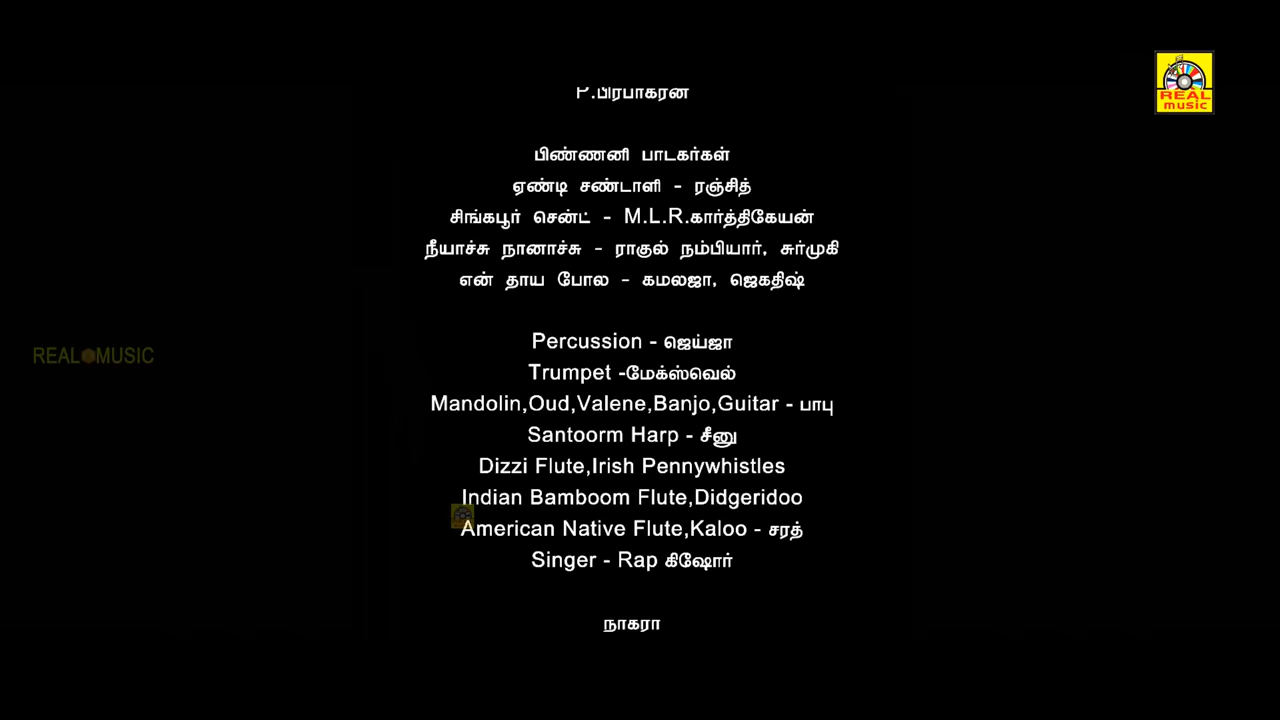 P.பிரபாகரன்
REAL music
பிண்ணனி பாடகர்கள்
ஏண்டி சண்டாளி - ரஞ்சித்
சிங்கபூர் சென்ட் - M.L.R.கார்த்திகேயன்
நீயாச்சு நானாச்சு - ராகுல் நம்பியார், சுர்முகி
என் தாய போல - கமலஜா, ஜெகதிஷ்
Percussion - ஜெய்ஜா
REAL MUSIC
Trumpet -மேக்ஸ்வெல்
Mandolin,Oud,Valene,Banjo,Guitar - பாபு
Santoorm Harp - சீனு
Dizzi Flute,Irish Pennywhistles
Indian Bamboom Flute,Didgeridoo
American Native Flute,Kaloo - சரத்
Singer - Rap கிஷோர்
நாகரா